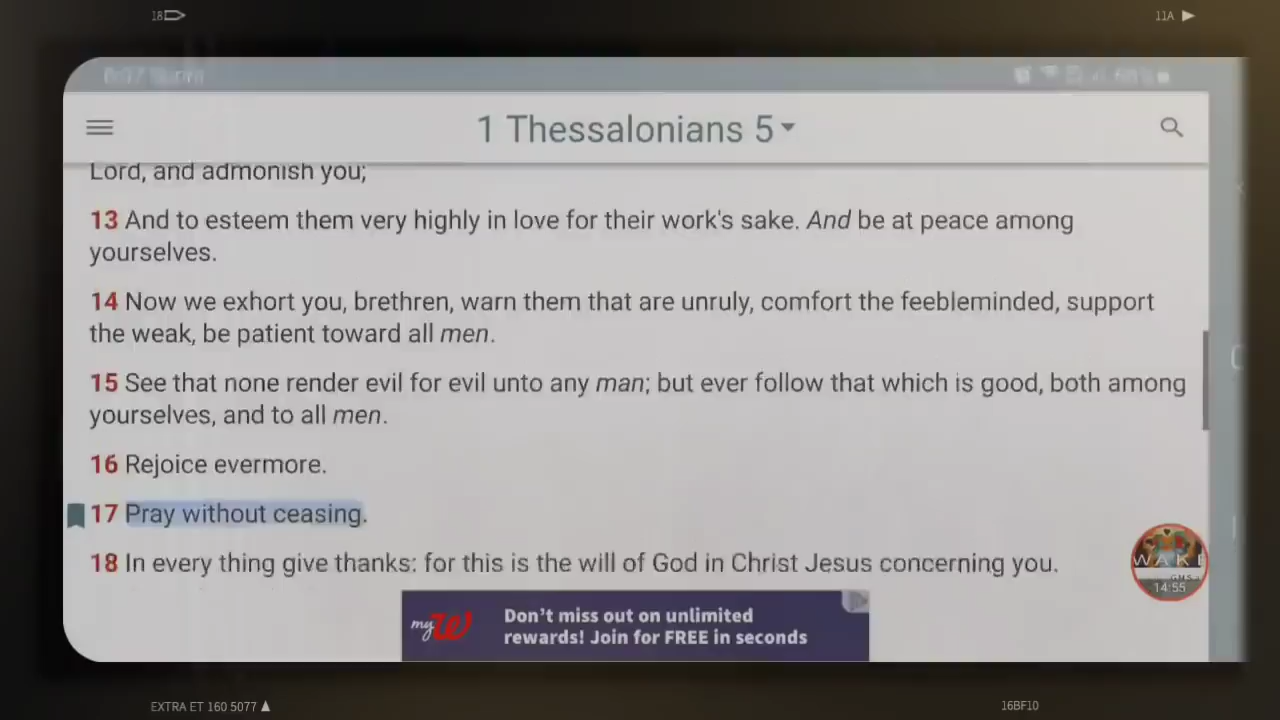 18
11A
1 Thessalonians 5
Lord, and admonish you;
13 And to esteem them very highly in love for their work's sake. And be at peace among
yourselves.
14 Now we exhort you, brethren, warn them that are unruly, comfort the feebleminded, support
the weak, be patient toward all men.
15 See that none render evil for evil unto any man; but ever follow that which is good, both among
yourselves, and to all men.
16 Rejoice evermore.
17 Pray without ceasing.
18 In every thing give thanks: for this is the will of God in Christ Jesus concerning you.
WAKE
14:55
my W
Don't miss out on unlimited
rewards! Join for FREE in seconds
EXTRA ET 160 5077
16BF10